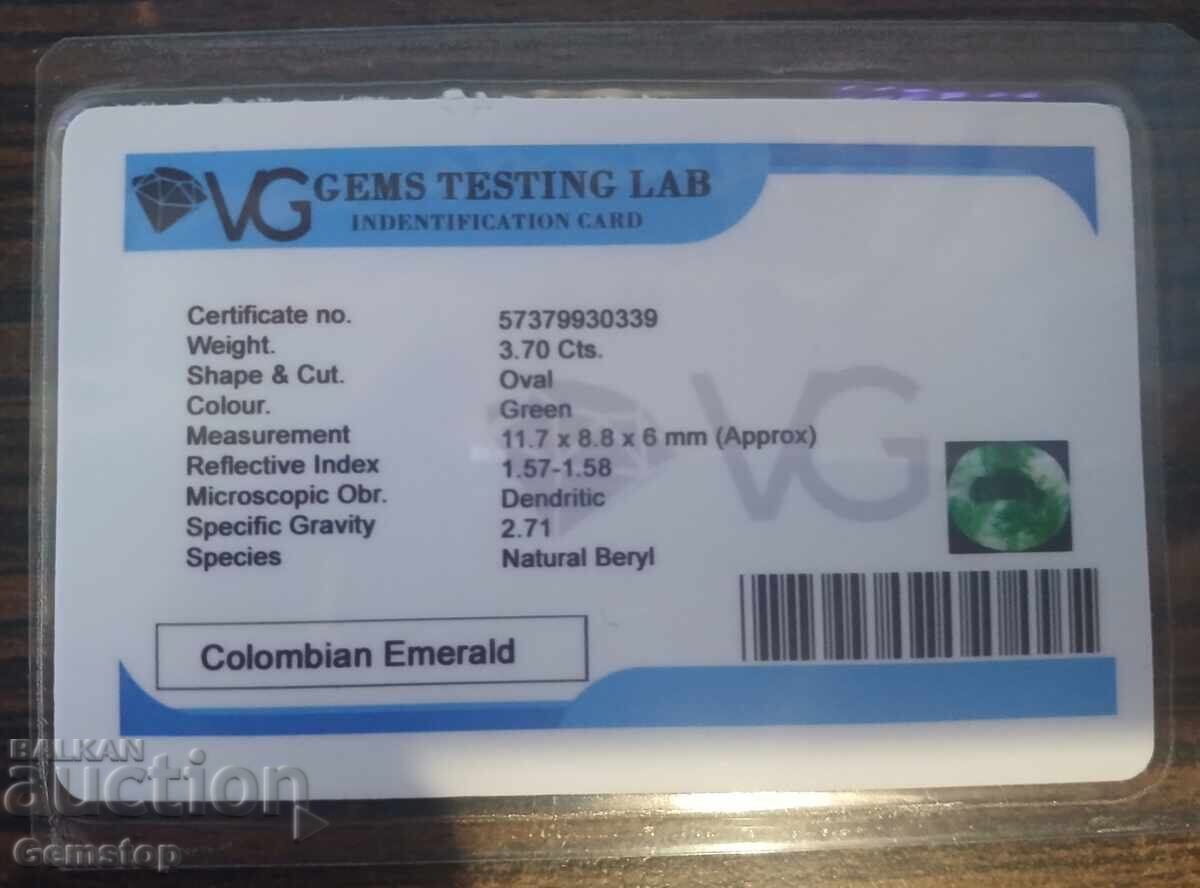 VG GEMS TESTING LAB
INDENTIFICATION CARD
Certificate no. 57379930339
Weight. 3.70 Cts.
Shape & Cut. Oval
Colour. Green
Measurement 11.7 x 8.8 x 6 mm (Approx)
Reflective Index 1.57-1.58
Microscopic Obr. Dendritic
Specific Gravity 2.71
Species Natural Beryl
VG
Colombian Emerald
BALKAN
auction
Gemstop